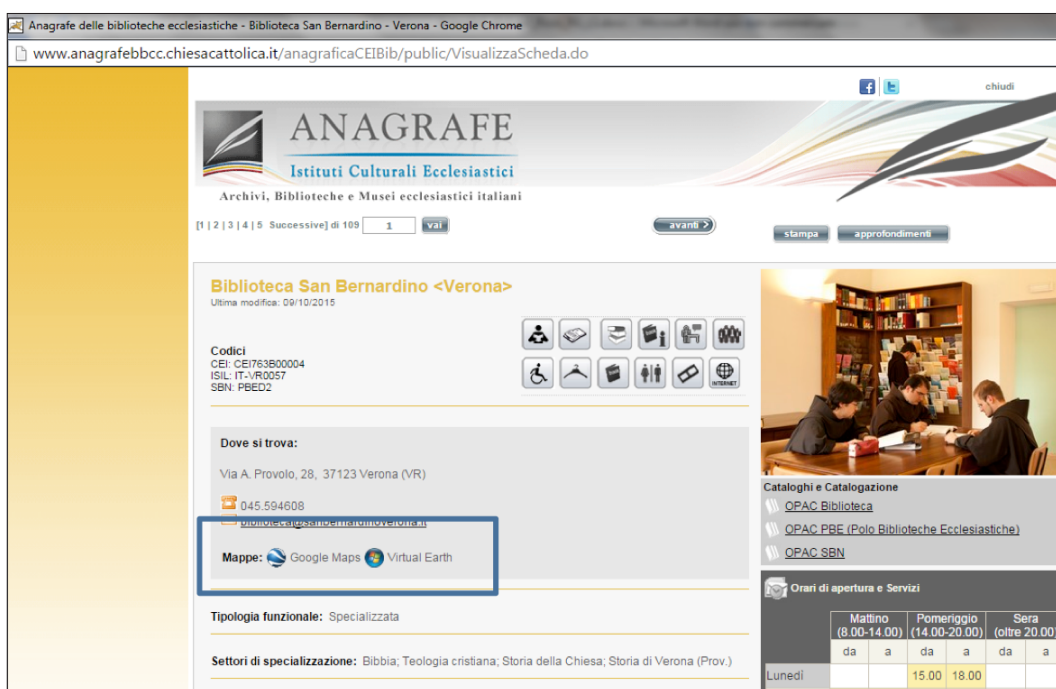 Anagrafe delle biblioteche ecclesiastiche - Biblioteca San Bernardino - Verona - Google Chrome
www.anagrafebbcc.chiesacattolica.it/anagraficaCEIBib/public/VisualizzaScheda.do
chiudi
ANAGRAFE
Istituti Culturali Ecclesiastici
Archivi, Biblioteche e Musei ecclesiastici italiani
[1 | 2 | 3 | 4 | 5 Successive] di 109 1 vai
avanti >
stampa approfondimenti
Biblioteca San Bernardino <Verona>
Ultima modifica: 09/10/2015
Codici
CEI: CEI763B00004
ISIL: IT-VR0057
SBN: PBED2
INTERNET
Dove si trova:
Via A. Provolo, 28, 37123 Verona (VR)
045.594608
biblioteca@sanbernardinoverona.it
Mappe: Google Maps Virtual Earth
Tipologia funzionale: Specializzata
Settori di specializzazione: Bibbia; Teologia cristiana; Storia della Chiesa; Storia di Verona (Prov.)
Cataloghi e Catalogazione
OPAC Biblioteca
OPAC PBE (Polo Biblioteche Ecclesiastiche)
OPAC SBN
Orari di apertura e Servizi
Mattino Pomeriggio Sera
(8.00-14.00) (14.00-20.00) (oltre 20.00)
da a da a da a
Lunedì 15.00 18.00